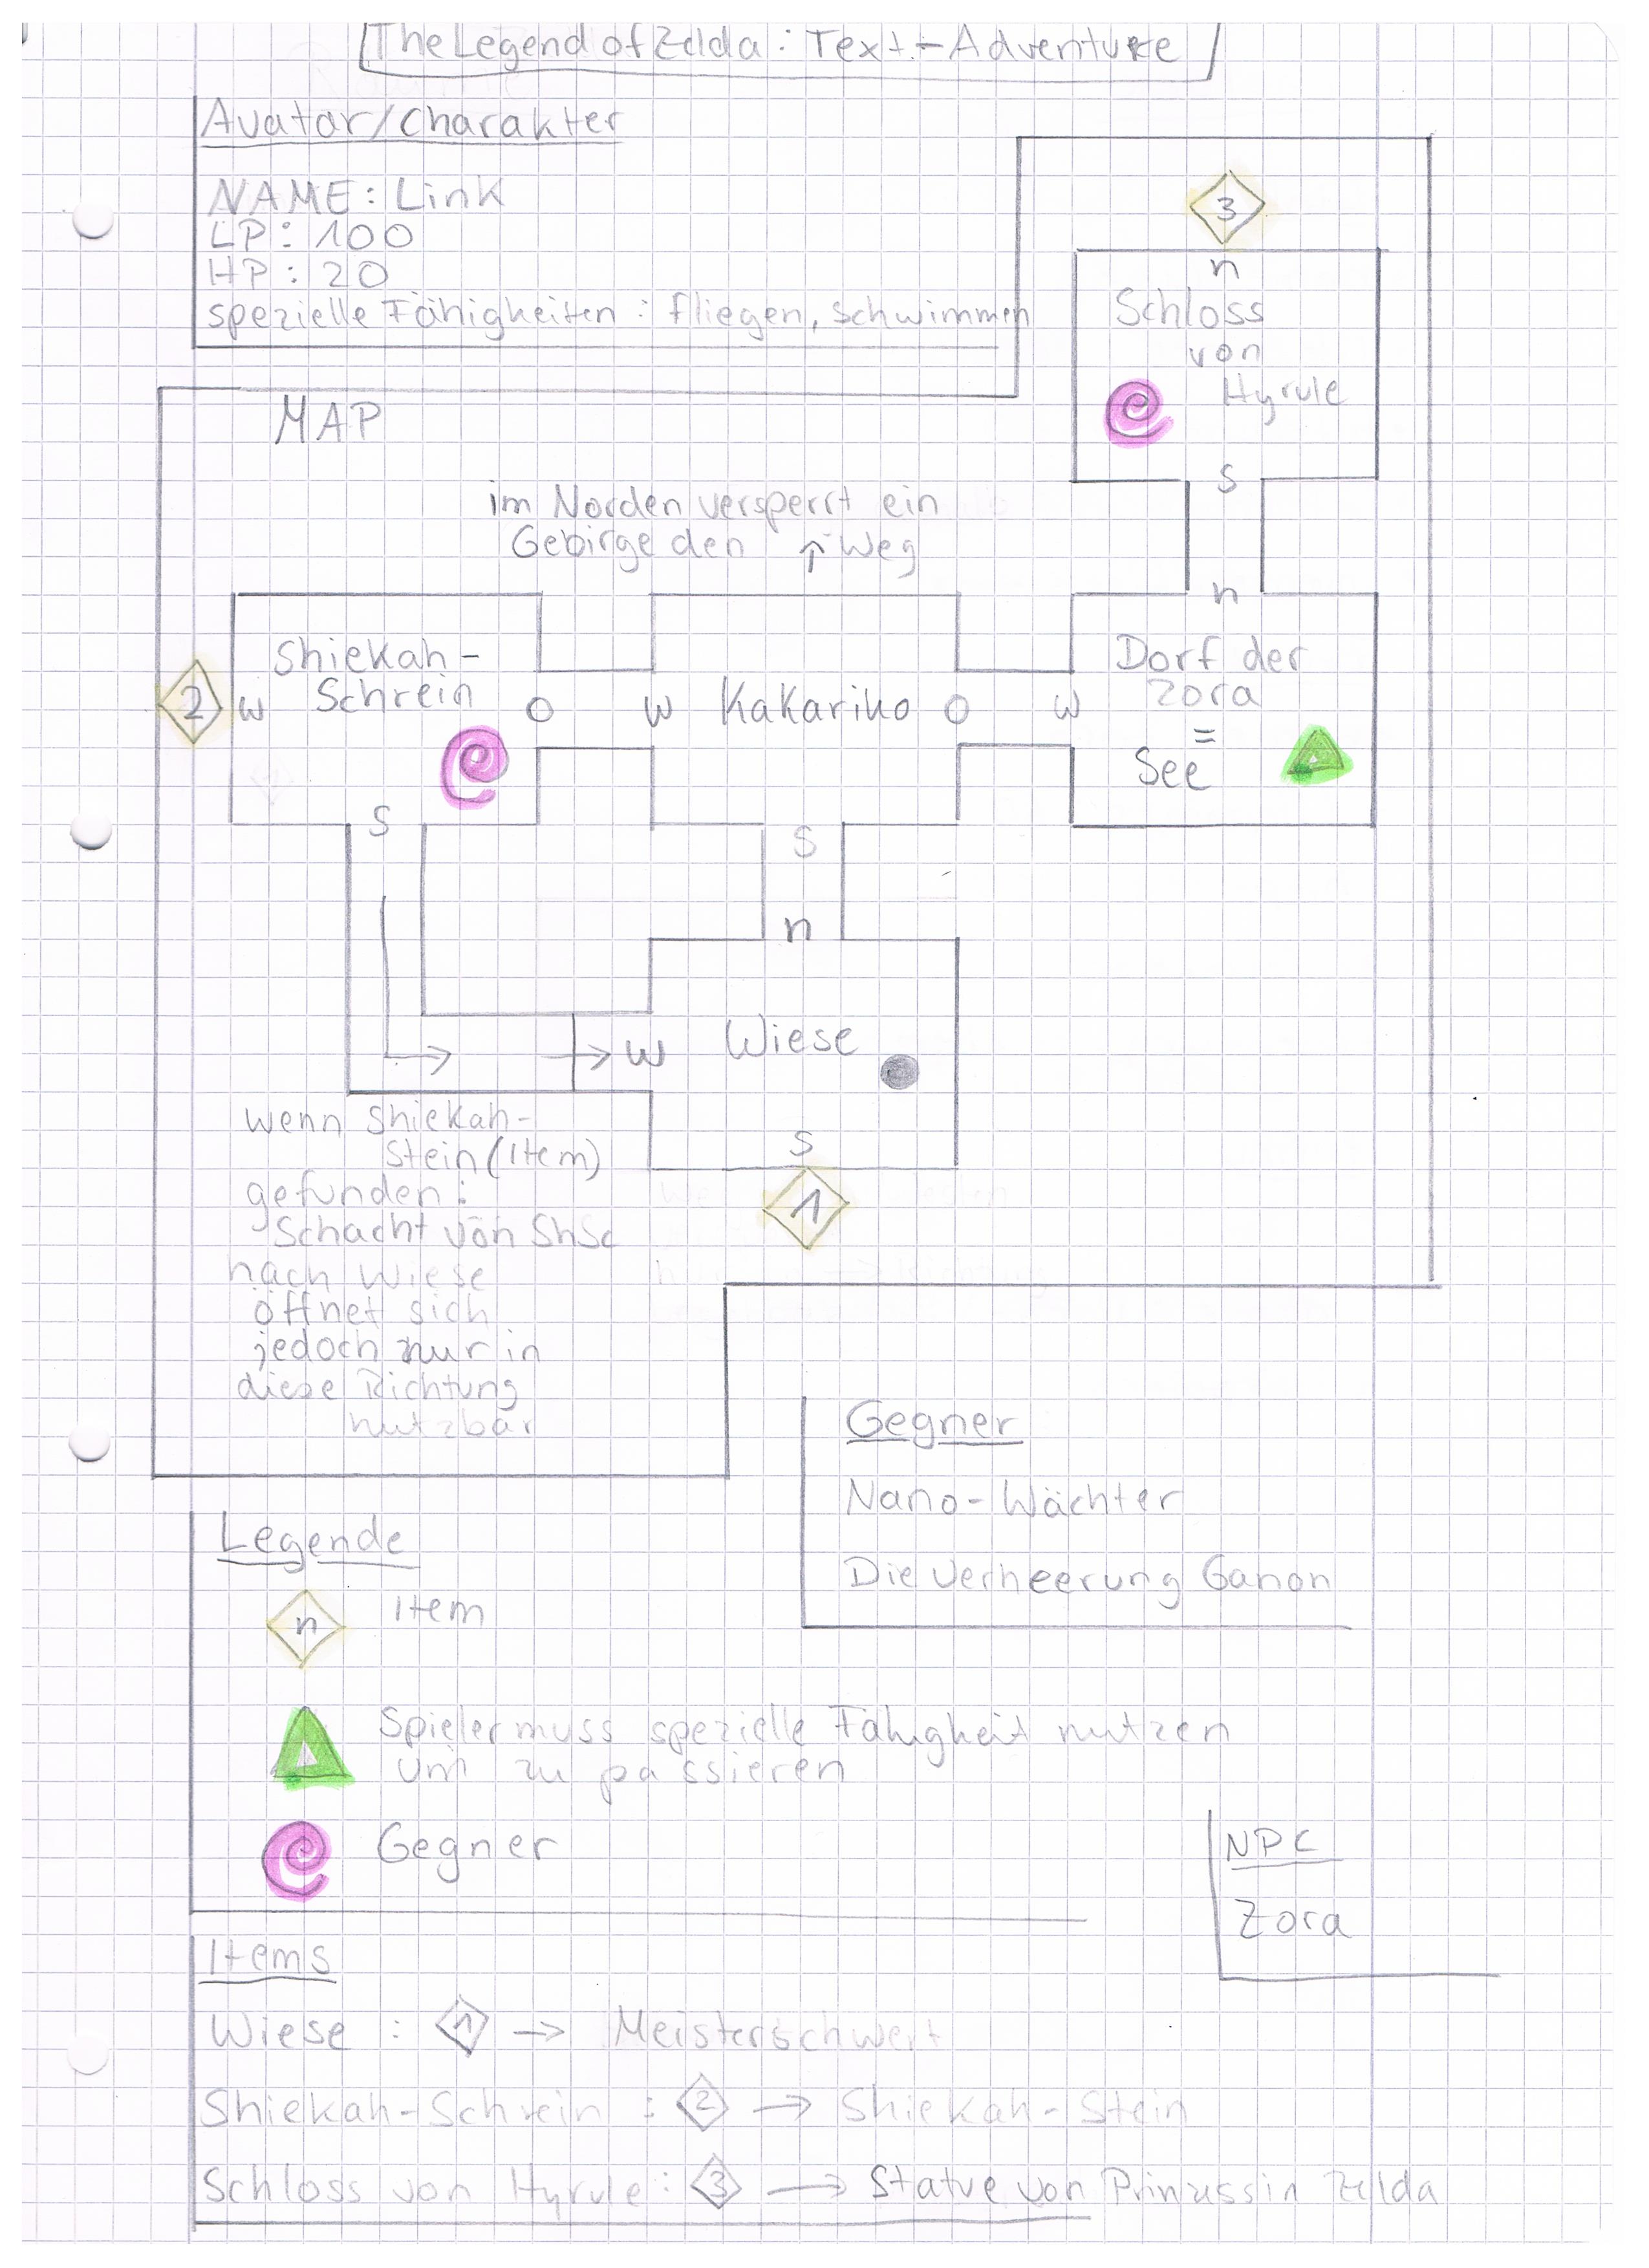 The Legend of Zelda: Text-Adventure
Avatar/Charakter
NAME: Link
LP: 100
HP: 20
spezielle Fähigkeiten: fliegen, schwimmen
MAP
3
n
Schloss
von
Hyrule
s
im Norden versperrt ein
Gebirge den ↑ Weg
n
Shiekah-
Schrein
2 w o
w Kakariko o
w
Dorf der
Zora
=
See
s
s
n
w Wiese
s
1
wenn Shiekah-
Stein (Item)
gefunden:
Schacht von ShSc
nach Wiese
öffnet sich
jedoch nur in
diese Richtung
nutzbar
Gegner
Nano-Wächter
Die Verheerung Ganon
Legende
n Item
Spieler muss spezielle Fähigkeit nutzen
um zu passieren
Gegner
NPC
Zora
Items
Wiese : 1 → Meisterschwert
Shiekah-Schrein : 2 → Shiekah-Stein
Schloss von Hyrule: 3 → Statue von Prinzessin Zelda